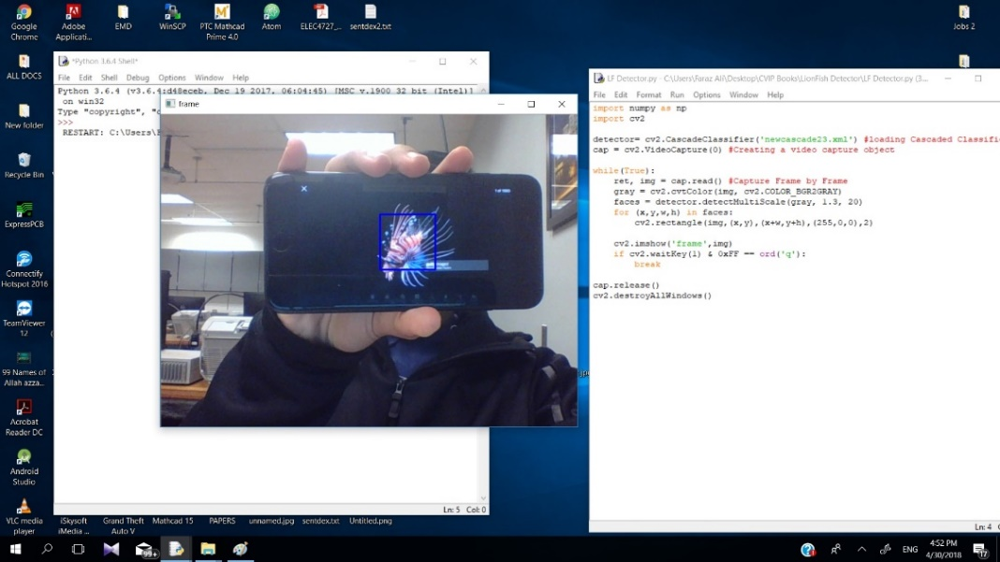 Google Chrome
Adobe Applicati...
EMD
WinSCP
PTC Mathcad Prime 4.0
Atom
ELEC4727_...
sentdex2.txt
Jobs 2
ALL DOCS
New folder
Recycle Bin
ExpressPCB
Connectify Hotspot 2016
TeamViewer 12
99 Names of Allah azza...
Acrobat Reader DC
Android Studio
VLC media player
iSkysoft iMedia ...
Grand Theft Auto V
Mathcad 15
PAPERS
unnamed.jpg
sentdex.txt
Untitled.png
*Python 3.6.4 Shell*
File Edit Shell Debug Options Window Help
Python 3.6.4 (v3.6.4:d48eceb, Dec 19 2017, 06:04:45) [MSC v.1900 32 bit (Intel)]
on win32
Type "copyright", "c
>>>
RESTART: C:\Users\
Ln: 5 Col: 0
frame
LF Detector.py - C:\Users\Faraz Ali\Desktop\CVIP Books\LionFish Detector\LF Detector.py (3...
File Edit Format Run Options Window Help
import numpy as np
import cv2
detector= cv2.CascadeClassifier('newcascade23.xml') #loading Cascaded Classifi
cap = cv2.VideoCapture(0) #Creating a video capture object
while(True):
ret, img = cap.read() #Capture Frame by Frame
gray = cv2.cvtColor(img, cv2.COLOR_BGR2GRAY)
faces = detector.detectMultiScale(gray, 1.3, 20)
for (x,y,w,h) in faces:
cv2.rectangle(img,(x,y),(x+w,y+h),(255,0,0),2)
cv2.imshow('frame',img)
if cv2.waitKey(1) & 0xFF == ord('q'):
break
cap.release()
cv2.destroyAllWindows()
Ln: 4
99+
ENG
4:52 PM
4/30/2018
17